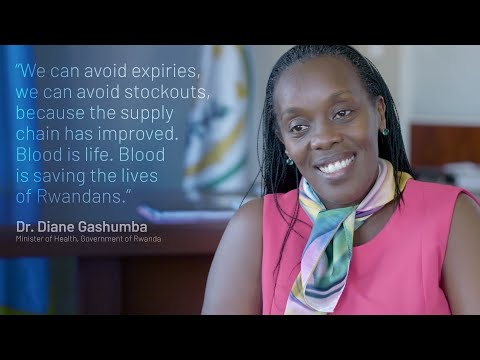 “We can avoid expiries,
we can avoid stockouts,
because the supply
chain has improved.
Blood is life. Blood
is saving the lives
of Rwandans.”
Dr. Diane Gashumba
Minister of Health, Government of Rwanda